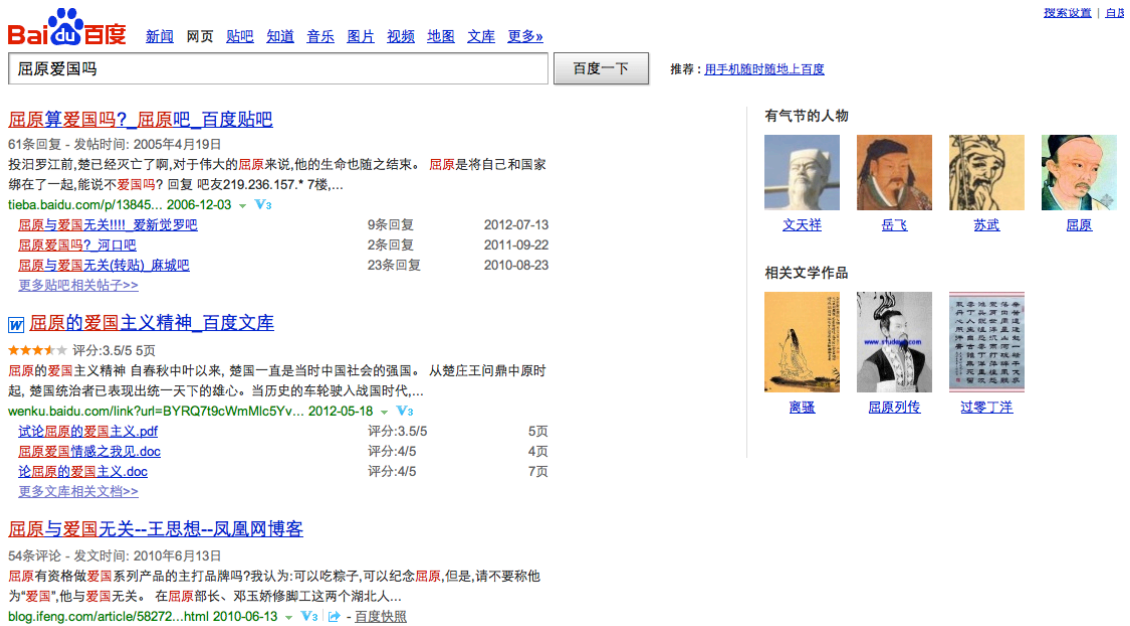 搜索设置 | 百度
Bai du 百度 新闻 网页 贴吧 知道 音乐 图片 视频 地图 文库 更多»
屈原爱国吗 百度一下 推荐 : 用手机随时随地上百度
屈原算爱国吗?_屈原吧_百度贴吧
61条回复 - 发帖时间: 2005年4月19日
投汨罗江前,楚已经灭亡了啊,对于伟大的屈原来说,他的生命也随之结束。 屈原是将自己和国家
绑在了一起,能说不爱国吗? 回复 吧友219.236.157.* 7楼,...
tieba.baidu.com/p/13845... 2006-12-03 V3
屈原与爱国无关!!!!_爱新觉罗吧 9条回复 2012-07-13
屈原爱国吗?_河口吧 2条回复 2011-09-22
屈原与爱国无关(转贴)_麻城吧 23条回复 2010-08-23
更多贴吧相关帖子>>
W 屈原的爱国主义精神_百度文库
评分:3.5/5 5页
屈原的爱国主义精神 自春秋中叶以来, 楚国一直是当时中国社会的强国。 从楚庄王问鼎中原时
起, 楚国统治者已表现出统一天下的雄心。当历史的车轮驶入战国时代,...
wenku.baidu.com/link?url=BYRQ7t9cWmMlc5Yv... 2012-05-18 V3
试论屈原的爱国主义.pdf 评分:3.5/5 5页
屈原爱国情感之我见.doc 评分:4/5 4页
论屈原的爱国主义.doc 评分:4/5 7页
更多文库相关文档>>
屈原与爱国无关--王思想--凤凰网博客
54条评论 - 发文时间: 2010年6月13日
屈原有资格做爱国系列产品的主打品牌吗?我认为:可以吃粽子,可以纪念屈原,但是,请不要称他
为“爱国”,他与爱国无关。 在屈原部长、邓玉娇修脚工这两个湖北人...
blog.ifeng.com/article/58272...html 2010-06-13 V3 - 百度快照
有气节的人物
文天祥 岳飞 苏武 屈原
相关文学作品
离骚 屈原列传 过零丁洋